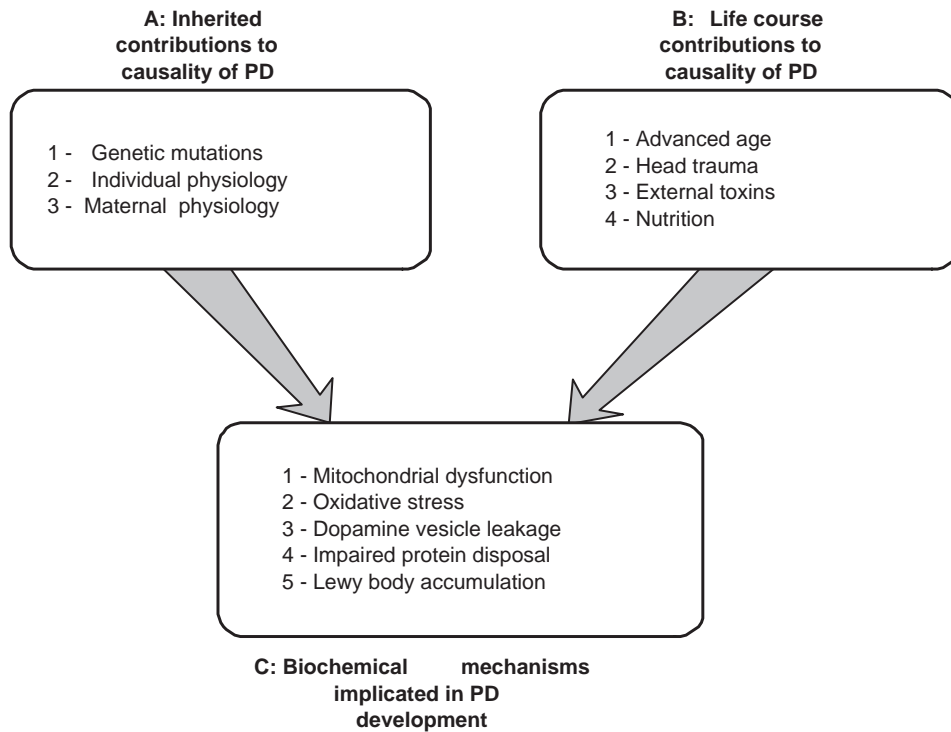 A: Inherited
contributions to
causality of PD
1 - Genetic mutations
2 - Individual physiology
3 - Maternal physiology
B: Life course
contributions to
causality of PD
1 - Advanced age
2 - Head trauma
3 - External toxins
4 - Nutrition
1 - Mitochondrial dysfunction
2 - Oxidative stress
3 - Dopamine vesicle leakage
4 - Impaired protein disposal
5 - Lewy body accumulation
C: Biochemical mechanisms
implicated in PD
development